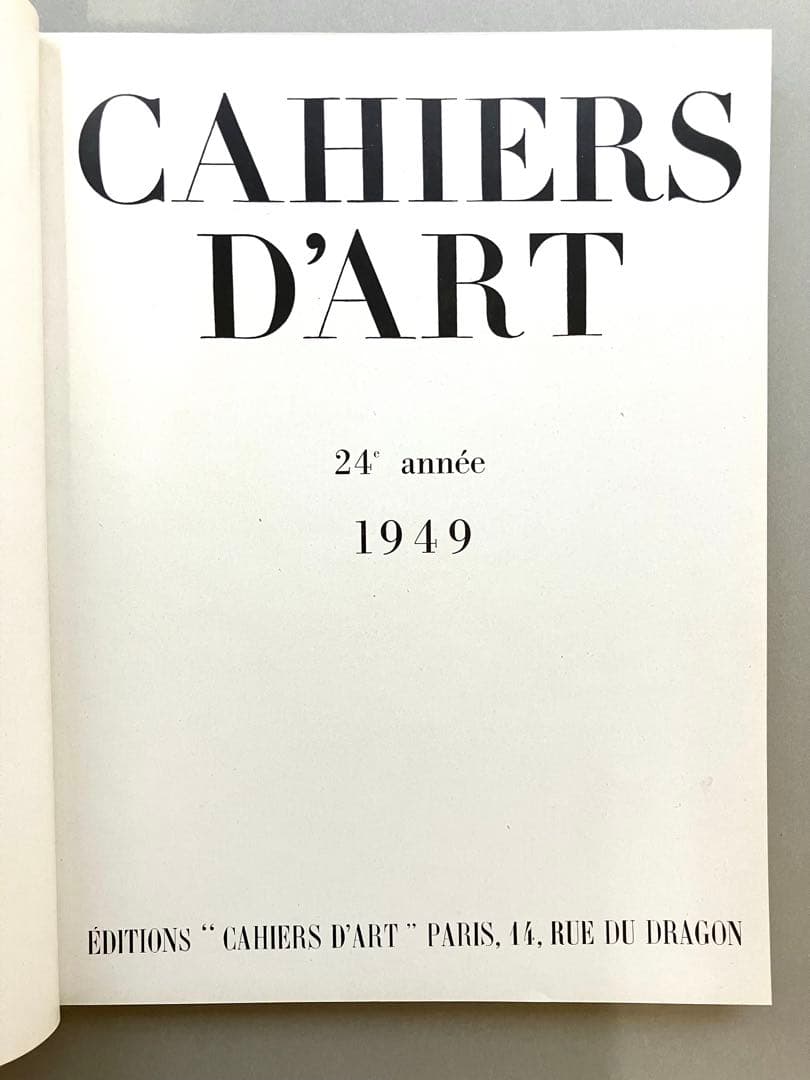 CAHIERS
D’ART
24e année
1949
ÉDITIONS “ CAHIERS D’ART ” PARIS, 14, RUE DU DRAGON